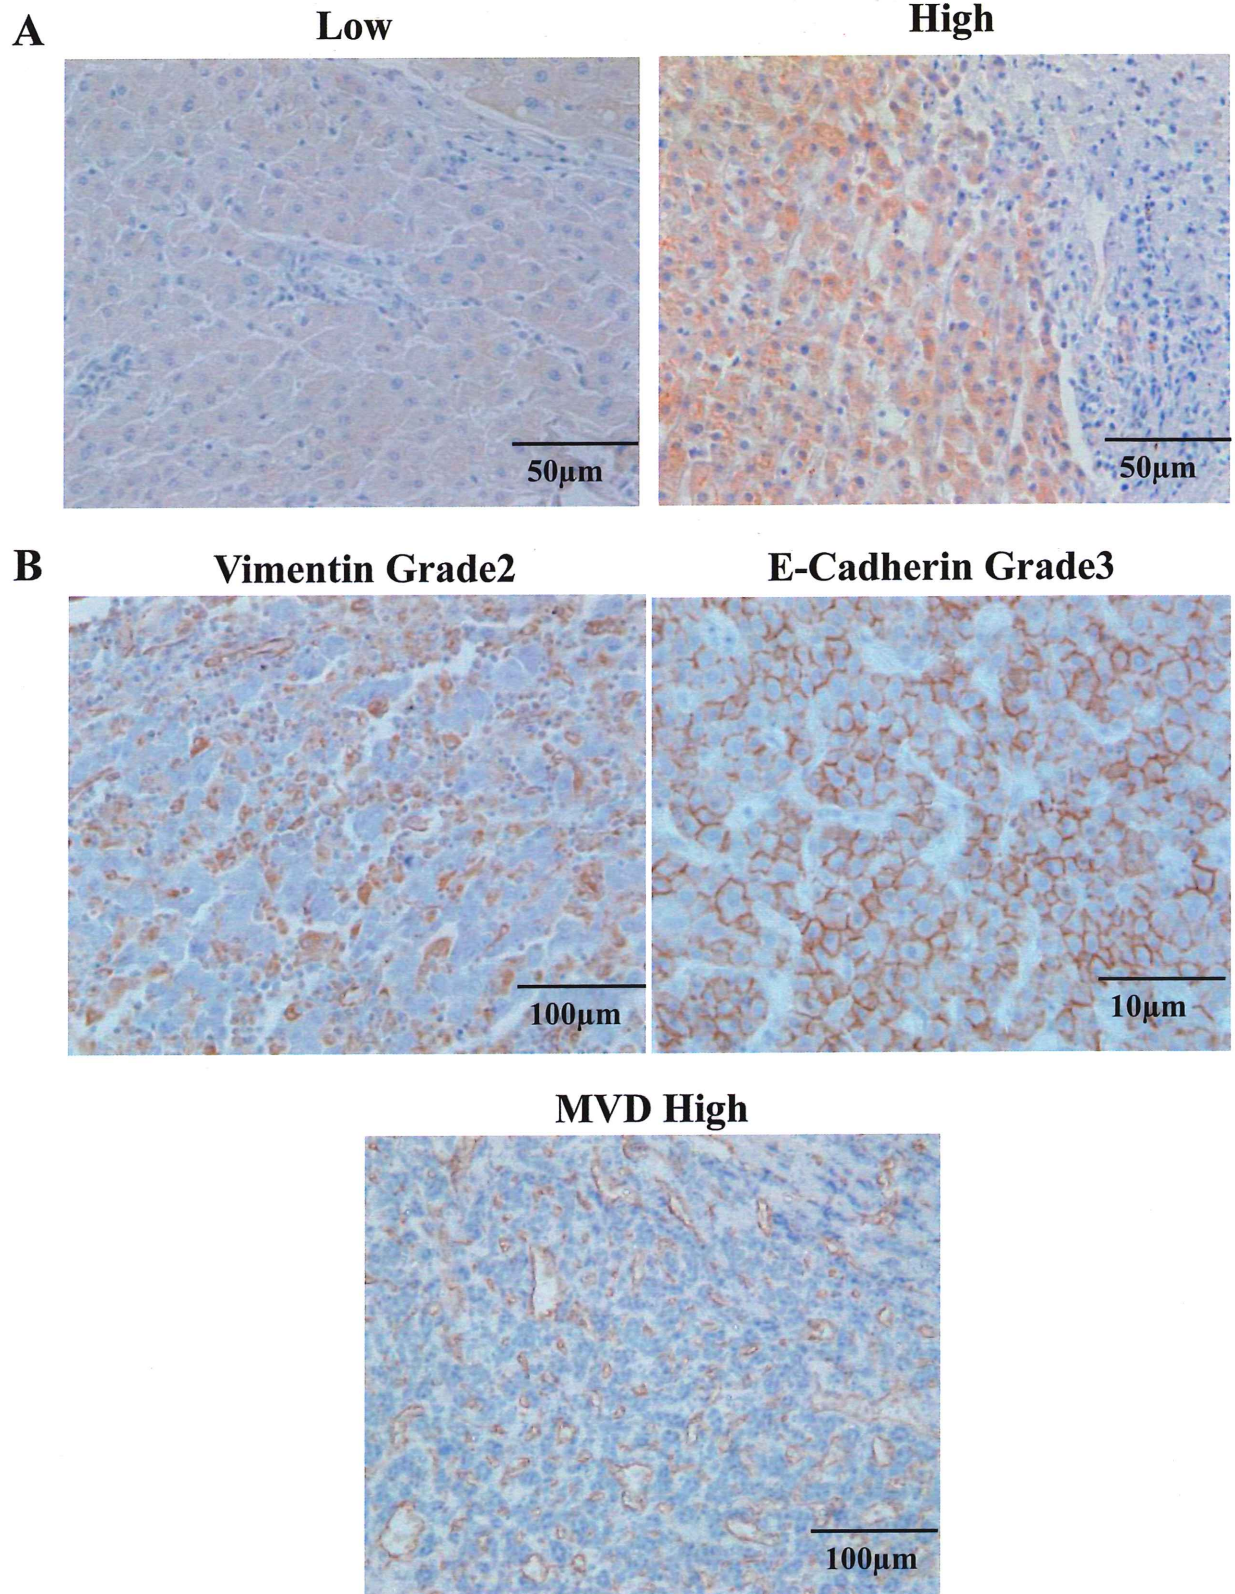 A
Low
High
50μm
50μm
B
Vimentin Grade2
E-Cadherin Grade3
100μm
10μm
MVD High
100μm